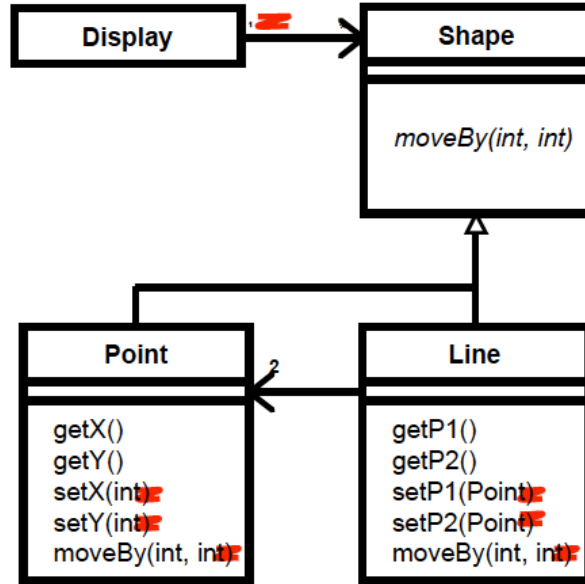 Display
1
Shape
moveBy(int, int)
Point
2
Line
getX()
getY()
setX(int)
setY(int)
moveBy(int, int)
getP1()
getP2()
setP1(Point)
setP2(Point)
moveBy(int, int)